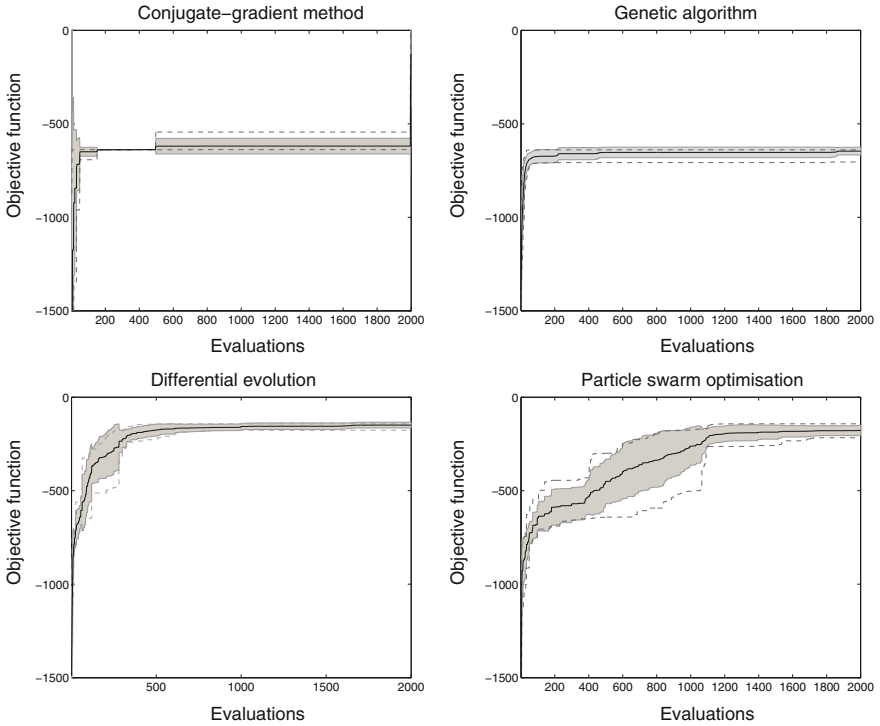 Conjugate-gradient method
0
−500
−1000
−1500
Objective function
200 400 600 800 1000 1200 1400 1600 1800 2000
Evaluations
Genetic algorithm
0
−500
−1000
−1500
Objective function
200 400 600 800 1000 1200 1400 1600 1800 2000
Evaluations
Differential evolution
0
−500
−1000
−1500
Objective function
500 1000 1500 2000
Evaluations
Particle swarm optimisation
0
−500
−1000
−1500
Objective function
200 400 600 800 1000 1200 1400 1600 1800 2000
Evaluations